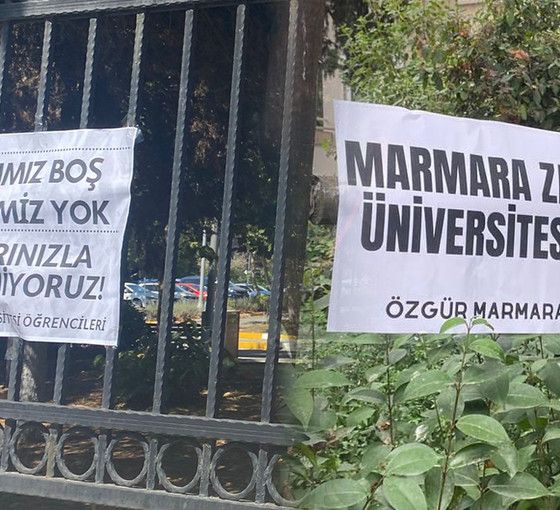 MIZ BOŞ
MİZ YOK
RINIZLA
İYORUZ!
ÖĞRENCİLERİ
MARMARA
ÜNİVERSİTES
ÖZGÜR MARMARA